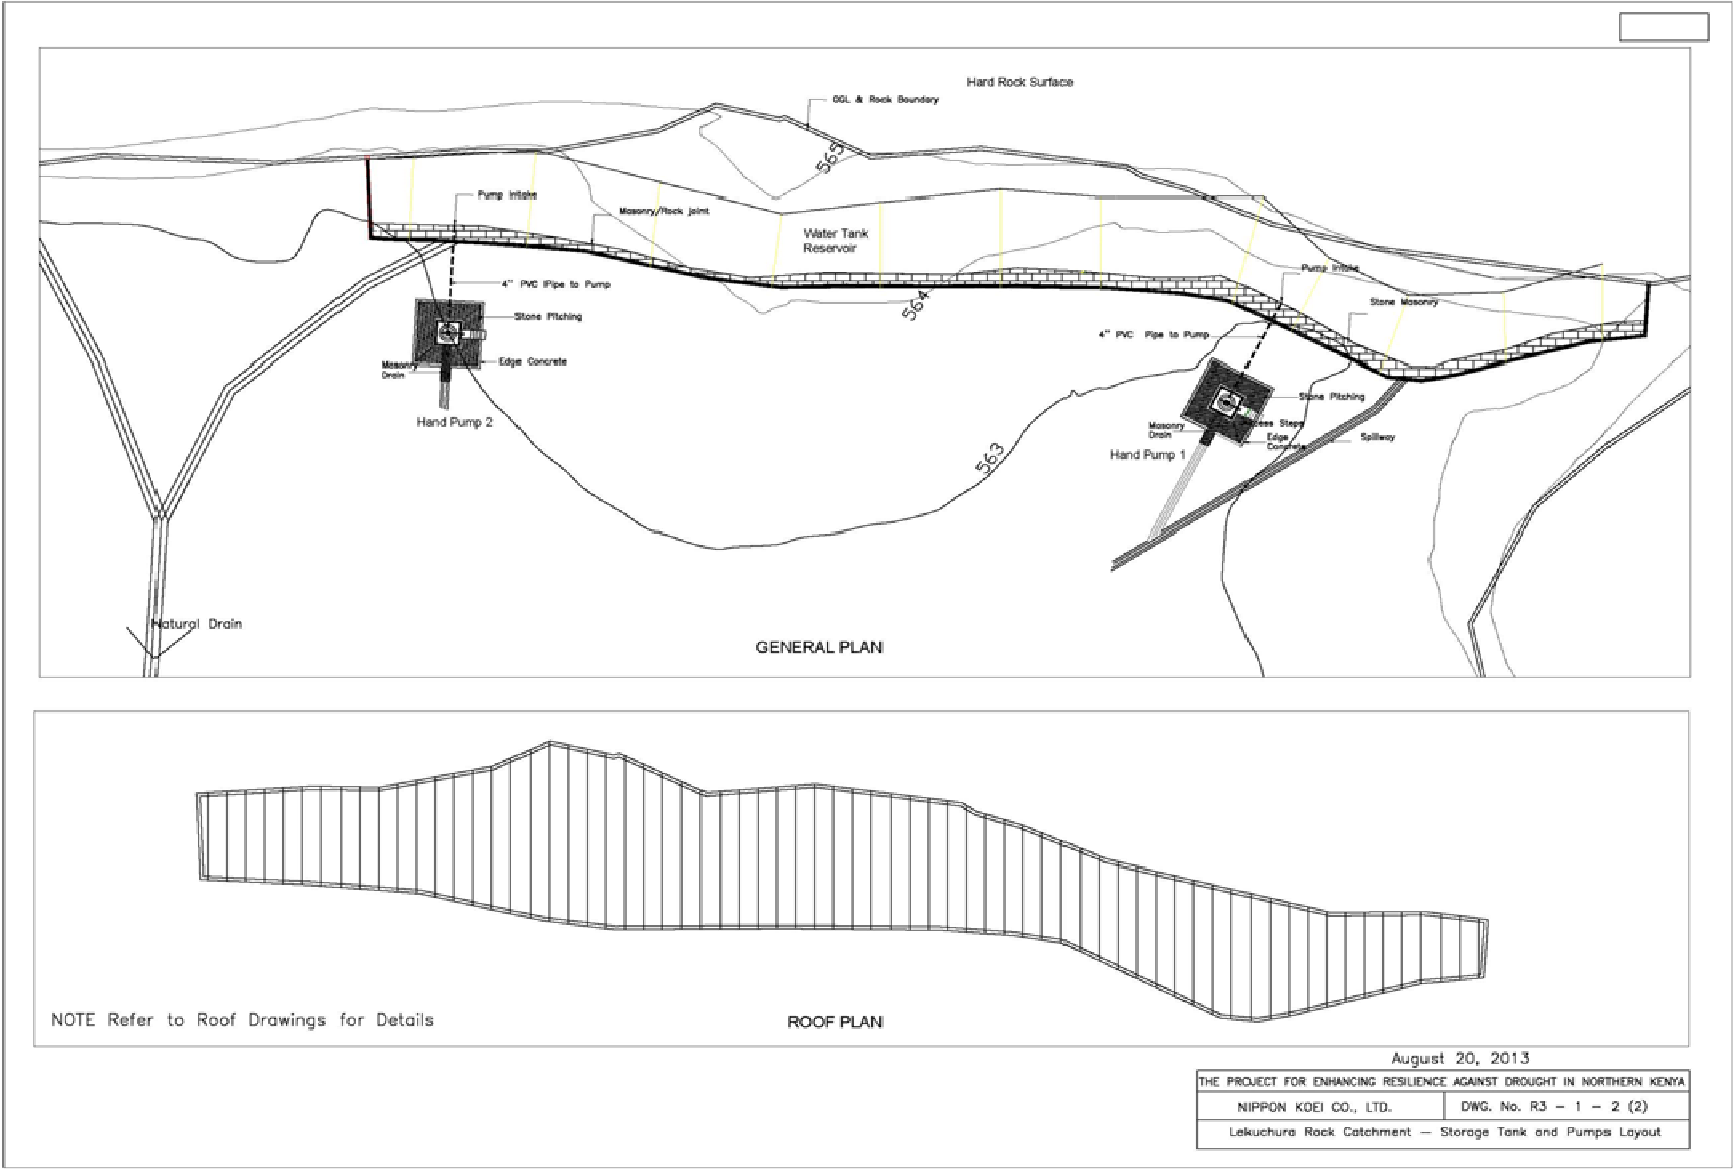 Hard Rock Surface
OGL & Rock Boundary
565
Pump Intake
Masonry/Rock joint
Water Tank
Reservoir
Pump Intake
4" PVC Pipe to Pump
564
Stone Masonry
Stone Pitching
4" PVC Pipe to Pump
Edge Concrete
Masonry
Drain
Stone Pitching
Hand Pump 2
Access Steps
Masonry
Drain
Edge
Concrete
Spillway
563
Hand Pump 1
Natural Drain
GENERAL PLAN
NOTE Refer to Roof Drawings for Details
ROOF PLAN
August 20, 2013
THE PROJECT FOR ENHANCING RESILIENCE AGAINST DROUGHT IN NORTHERN KENYA
NIPPON KOEI CO., LTD.
DWG. No. R3 - 1 - 2 (2)
Lekuchura Rock Catchment - Storage Tank and Pumps Layout